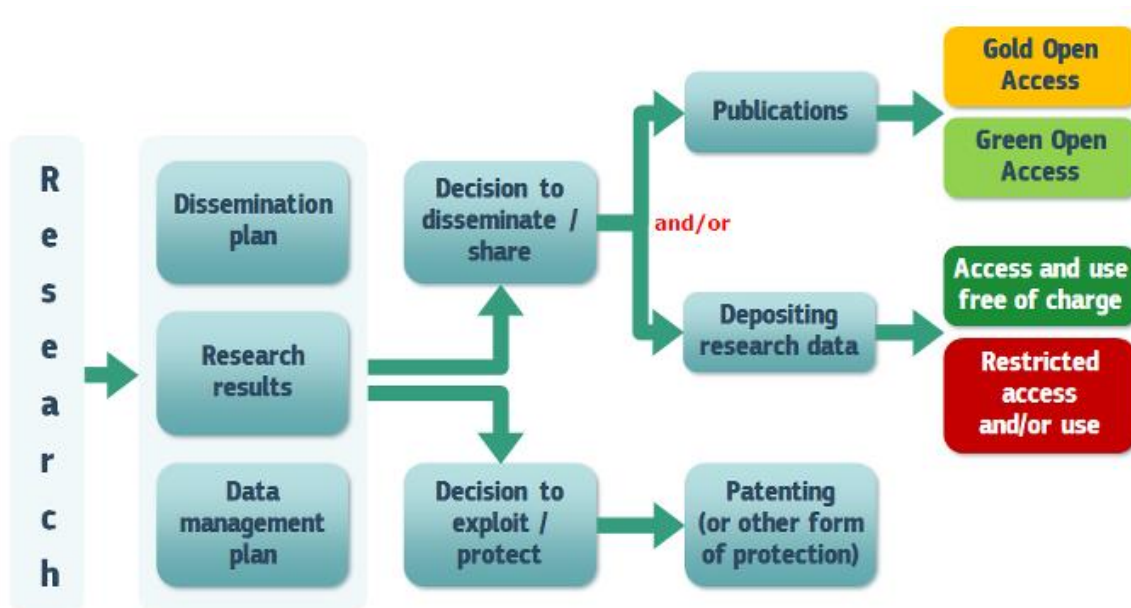 Research
Dissemination
plan
Research
results
Data
management
plan
Decision to
disseminate /
share
Decision to
exploit /
protect
and/or
Publications
Depositing
research data
Patenting
(or other form
of protection)
Gold Open
Access
Green Open
Access
Access and use
free of charge
Restricted
access
and/or use